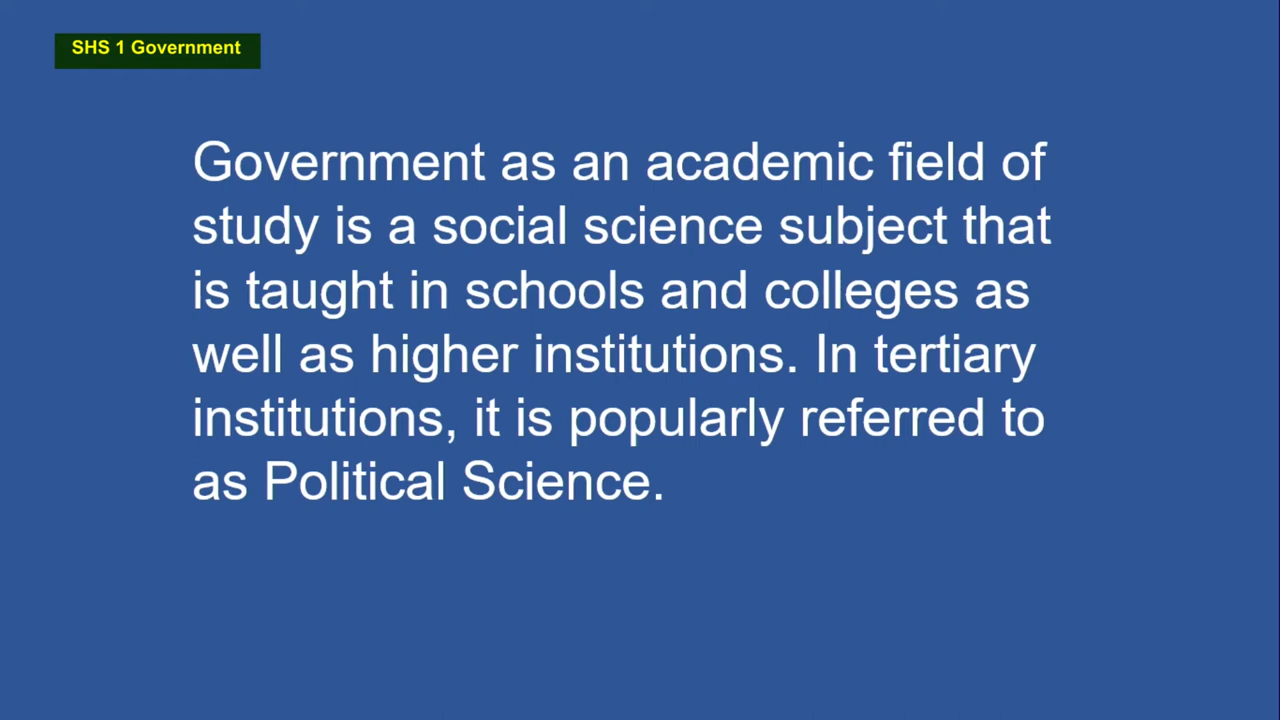 SHS 1 Government
Government as an academic field of
study is a social science subject that
is taught in schools and colleges as
well as higher institutions. In tertiary
institutions, it is popularly referred to
as Political Science.